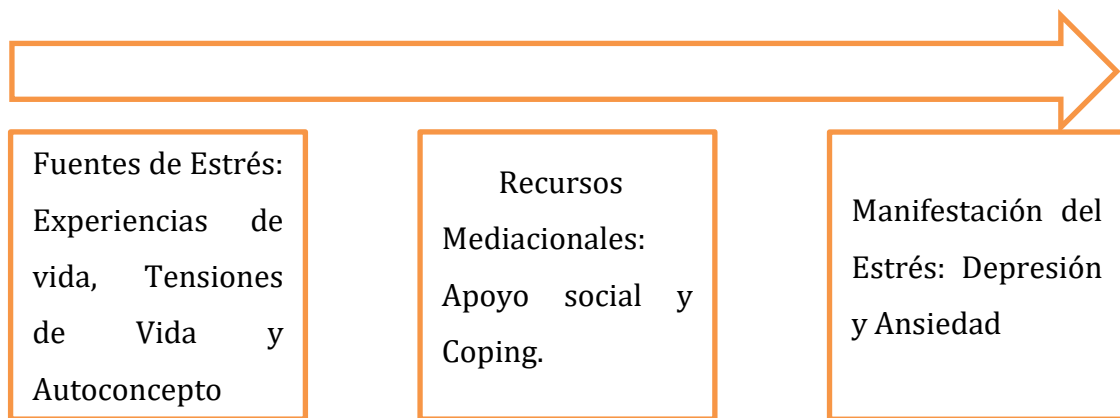 Fuentes de Estrés:
Experiencias de
vida, Tensiones
de Vida y
Autoconcepto
Recursos
Mediacionales:
Apoyo social y
Coping.
Manifestación del
Estrés: Depresión
y Ansiedad